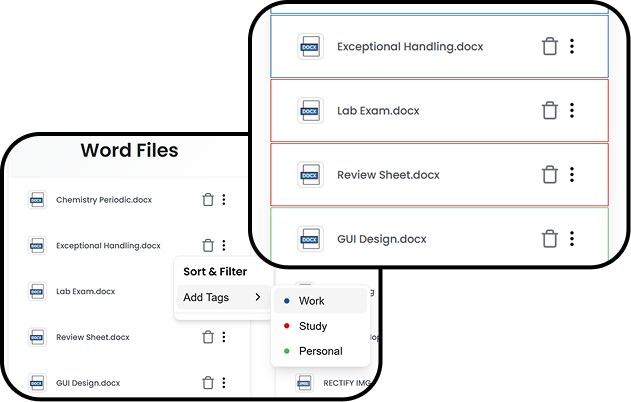 Exceptional Handling.docx
Lab Exam.docx
Review Sheet.docx
GUI Design.docx
Word Files
Chemistry Periodic.docx
Exceptional Handling.docx
Sort & Filter
Add Tags
Lab Exam.docx
Work
Study
Personal
Review Sheet.docx
GUI Design.docx
RECTIFY IMG
DOCX
DOCX
DOCX
DOCX
DOCX
DOCX
DOCX
DOCX
DOCX